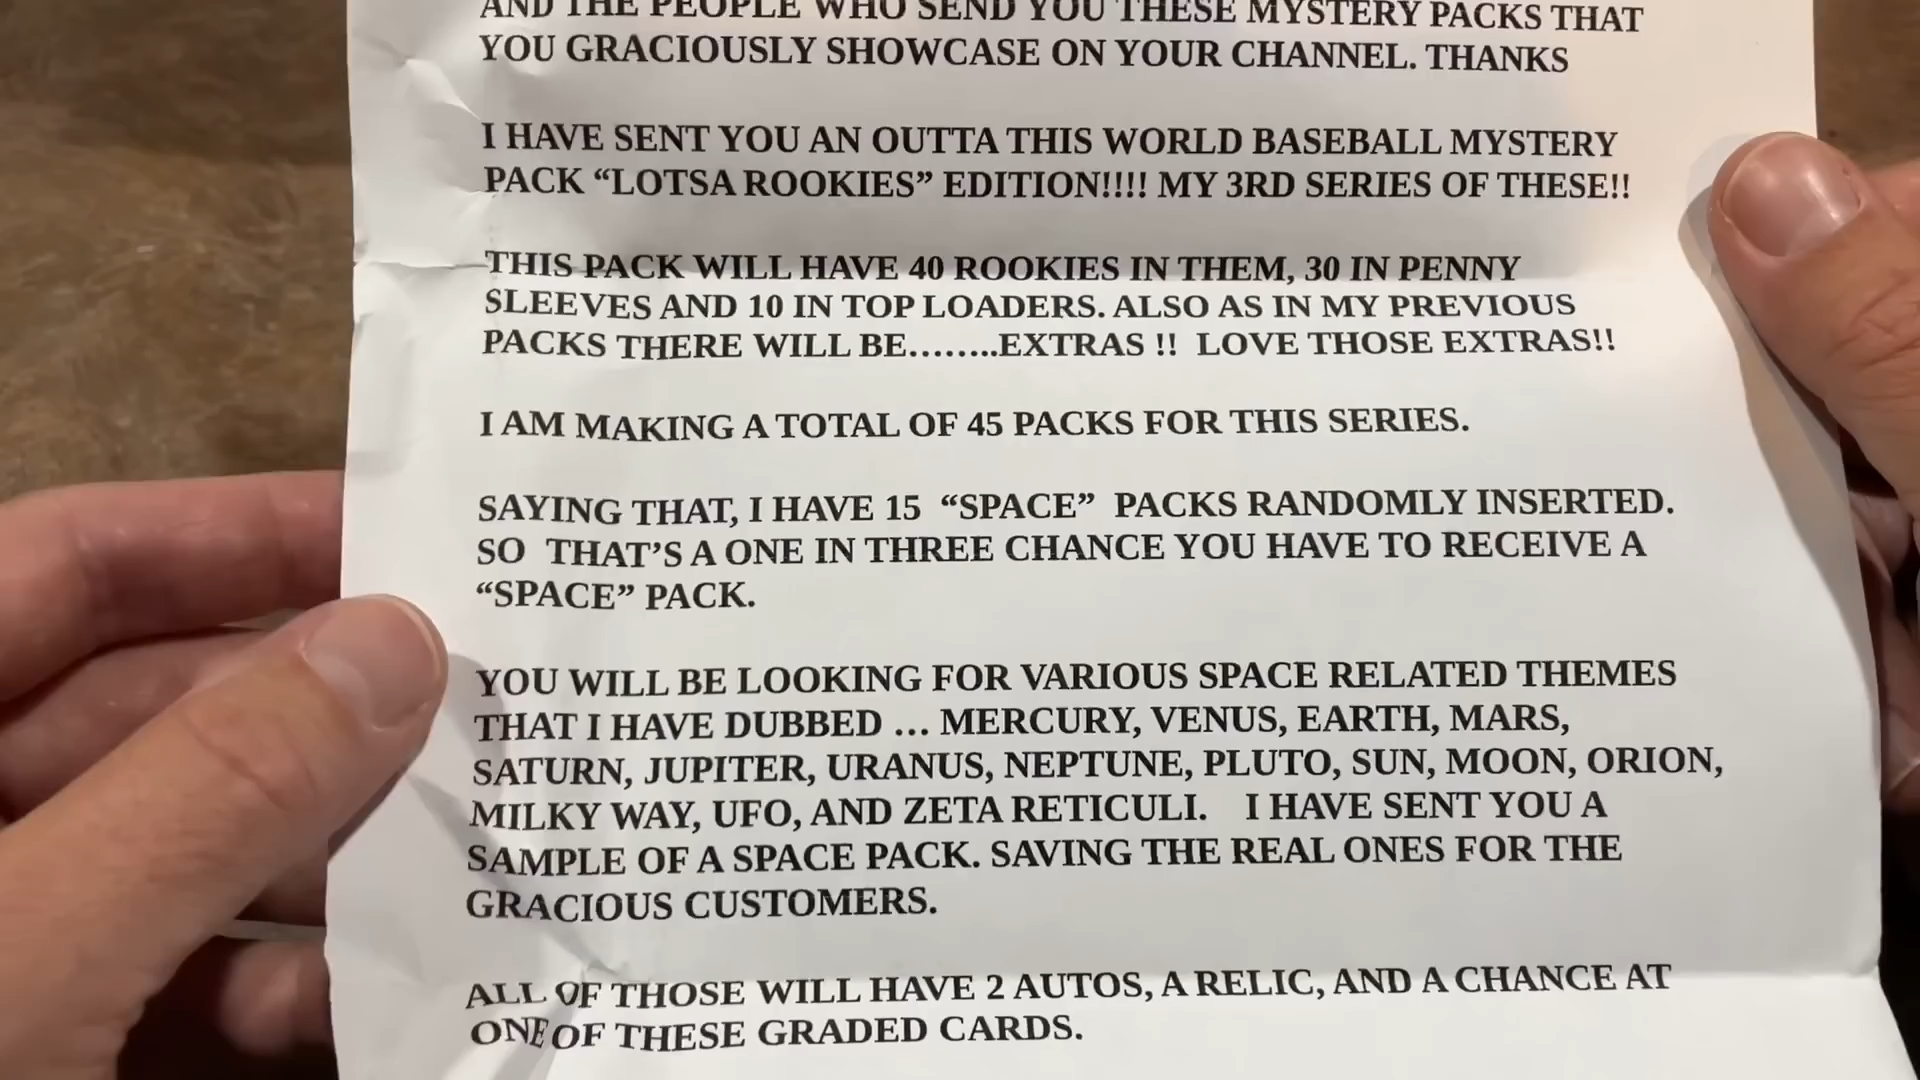 AND THE PEOPLE WHO SEND YOU THESE MYSTERY PACKS THAT
YOU GRACIOUSLY SHOWCASE ON YOUR CHANNEL. THANKS
I HAVE SENT YOU AN OUTTA THIS WORLD BASEBALL MYSTERY
PACK “LOTSA ROOKIES” EDITION!!!! MY 3RD SERIES OF THESE!!
THIS PACK WILL HAVE 40 ROOKIES IN THEM, 30 IN PENNY
SLEEVES AND 10 IN TOP LOADERS. ALSO AS IN MY PREVIOUS
PACKS THERE WILL BE……..EXTRAS !!  LOVE THOSE EXTRAS!!
I AM MAKING A TOTAL OF 45 PACKS FOR THIS SERIES.
SAYING THAT, I HAVE 15  “SPACE”  PACKS RANDOMLY INSERTED.
SO  THAT’S A ONE IN THREE CHANCE YOU HAVE TO RECEIVE A
“SPACE” PACK.
YOU WILL BE LOOKING FOR VARIOUS SPACE RELATED THEMES
THAT I HAVE DUBBED … MERCURY, VENUS, EARTH, MARS,
SATURN, JUPITER, URANUS, NEPTUNE, PLUTO, SUN, MOON, ORION,
MILKY WAY, UFO, AND ZETA RETICULI.    I HAVE SENT YOU A
SAMPLE OF A SPACE PACK. SAVING THE REAL ONES FOR THE
GRACIOUS CUSTOMERS.
ALL OF THOSE WILL HAVE 2 AUTOS, A RELIC, AND A CHANCE AT
ONE OF THESE GRADED CARDS.